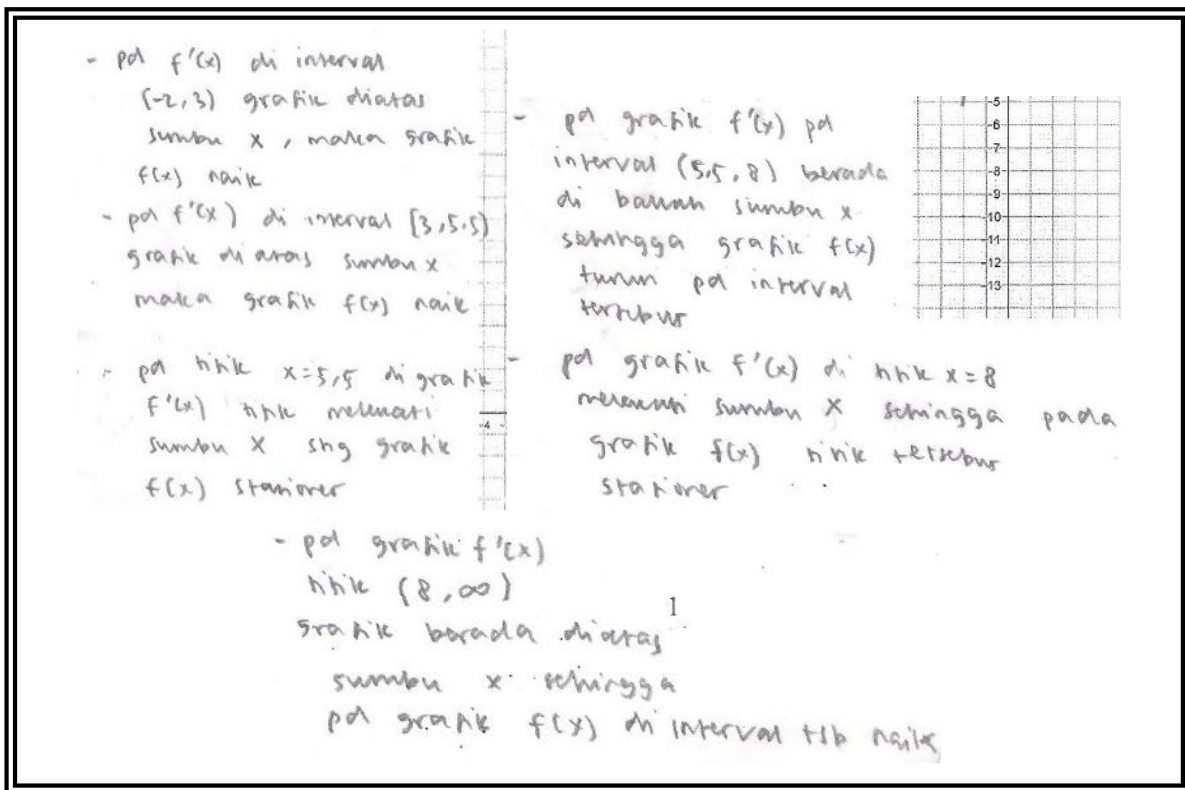 - pd f'(x) di interval
(-2, 3) grafik diatas
sumbu x, maka grafik
f(x) naik
- pd f'(x) di interval [3, 5.5)
grafik di atas sumbu x
maka grafik f(x) naik
- pd titik x=5,5 di grafik
f'(x) titik melewati
sumbu x shg grafik
f(x) stasioner
-4
- pd grafik f'(x) pd
interval (5,5, 8) berada
di bawah sumbu x
sehingga grafik f(x)
turun pd interval
tersebut
- pd grafik f'(x) di titik x=8
melewati sumbu x sehingga pada
grafik f(x) titik tersebut
stasioner
-5
-6
-7
-8
-9
-10
-11
-12
-13
- pd grafik f'(x)
titik (8, ∞)
grafik berada diatas
sumbu x sehingga
pd grafik f(x) di interval tsb naik
1